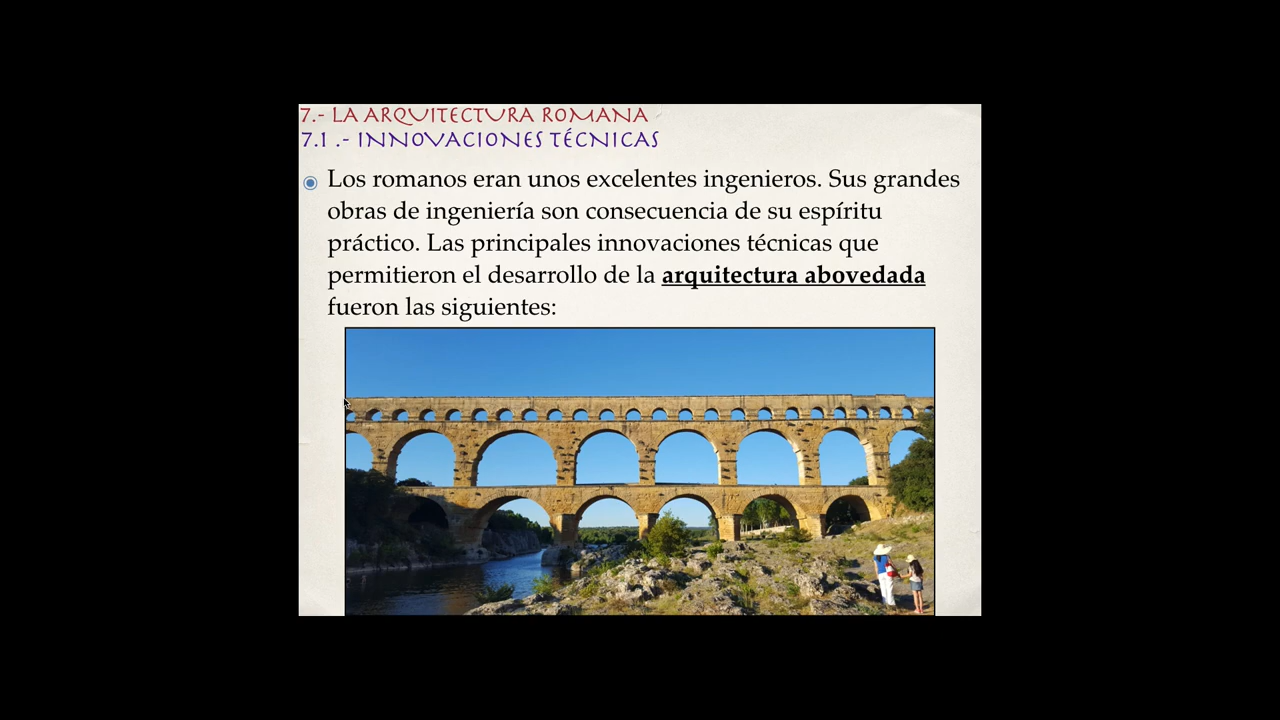 7.- LA ARQUITECTURA ROMANA
7.1 .- INNOVACIONES TÉCNICAS
Los romanos eran unos excelentes ingenieros. Sus grandes
obras de ingeniería son consecuencia de su espíritu
práctico. Las principales innovaciones técnicas que
permitieron el desarrollo de la arquitectura abovedada
fueron las siguientes: